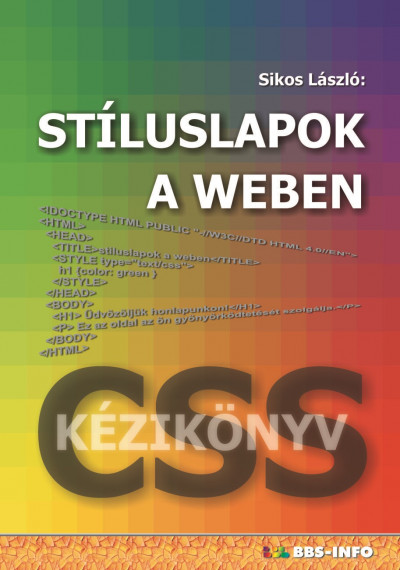 Sikos László:
STÍLUSLAPOK
A WEBEN
<!DOCTYPE HTML PUBLIC "-//W3C//DTD HTML 4.0//EN">
<HTML>
<HEAD>
<TITLE>stíluslapok a weben</TITLE>
<STYLE type="text/css">
h1 {color: green }
</STYLE>
</HEAD>
<BODY>
<H1> Üdvözöljük honlapunkon!</H1>
<P> Ez az oldal az ön gyönyörködtetését szolgálja.</P>
</BODY>
</HTML>
CSS
KÉZIKÖNYV
BBS-INFO